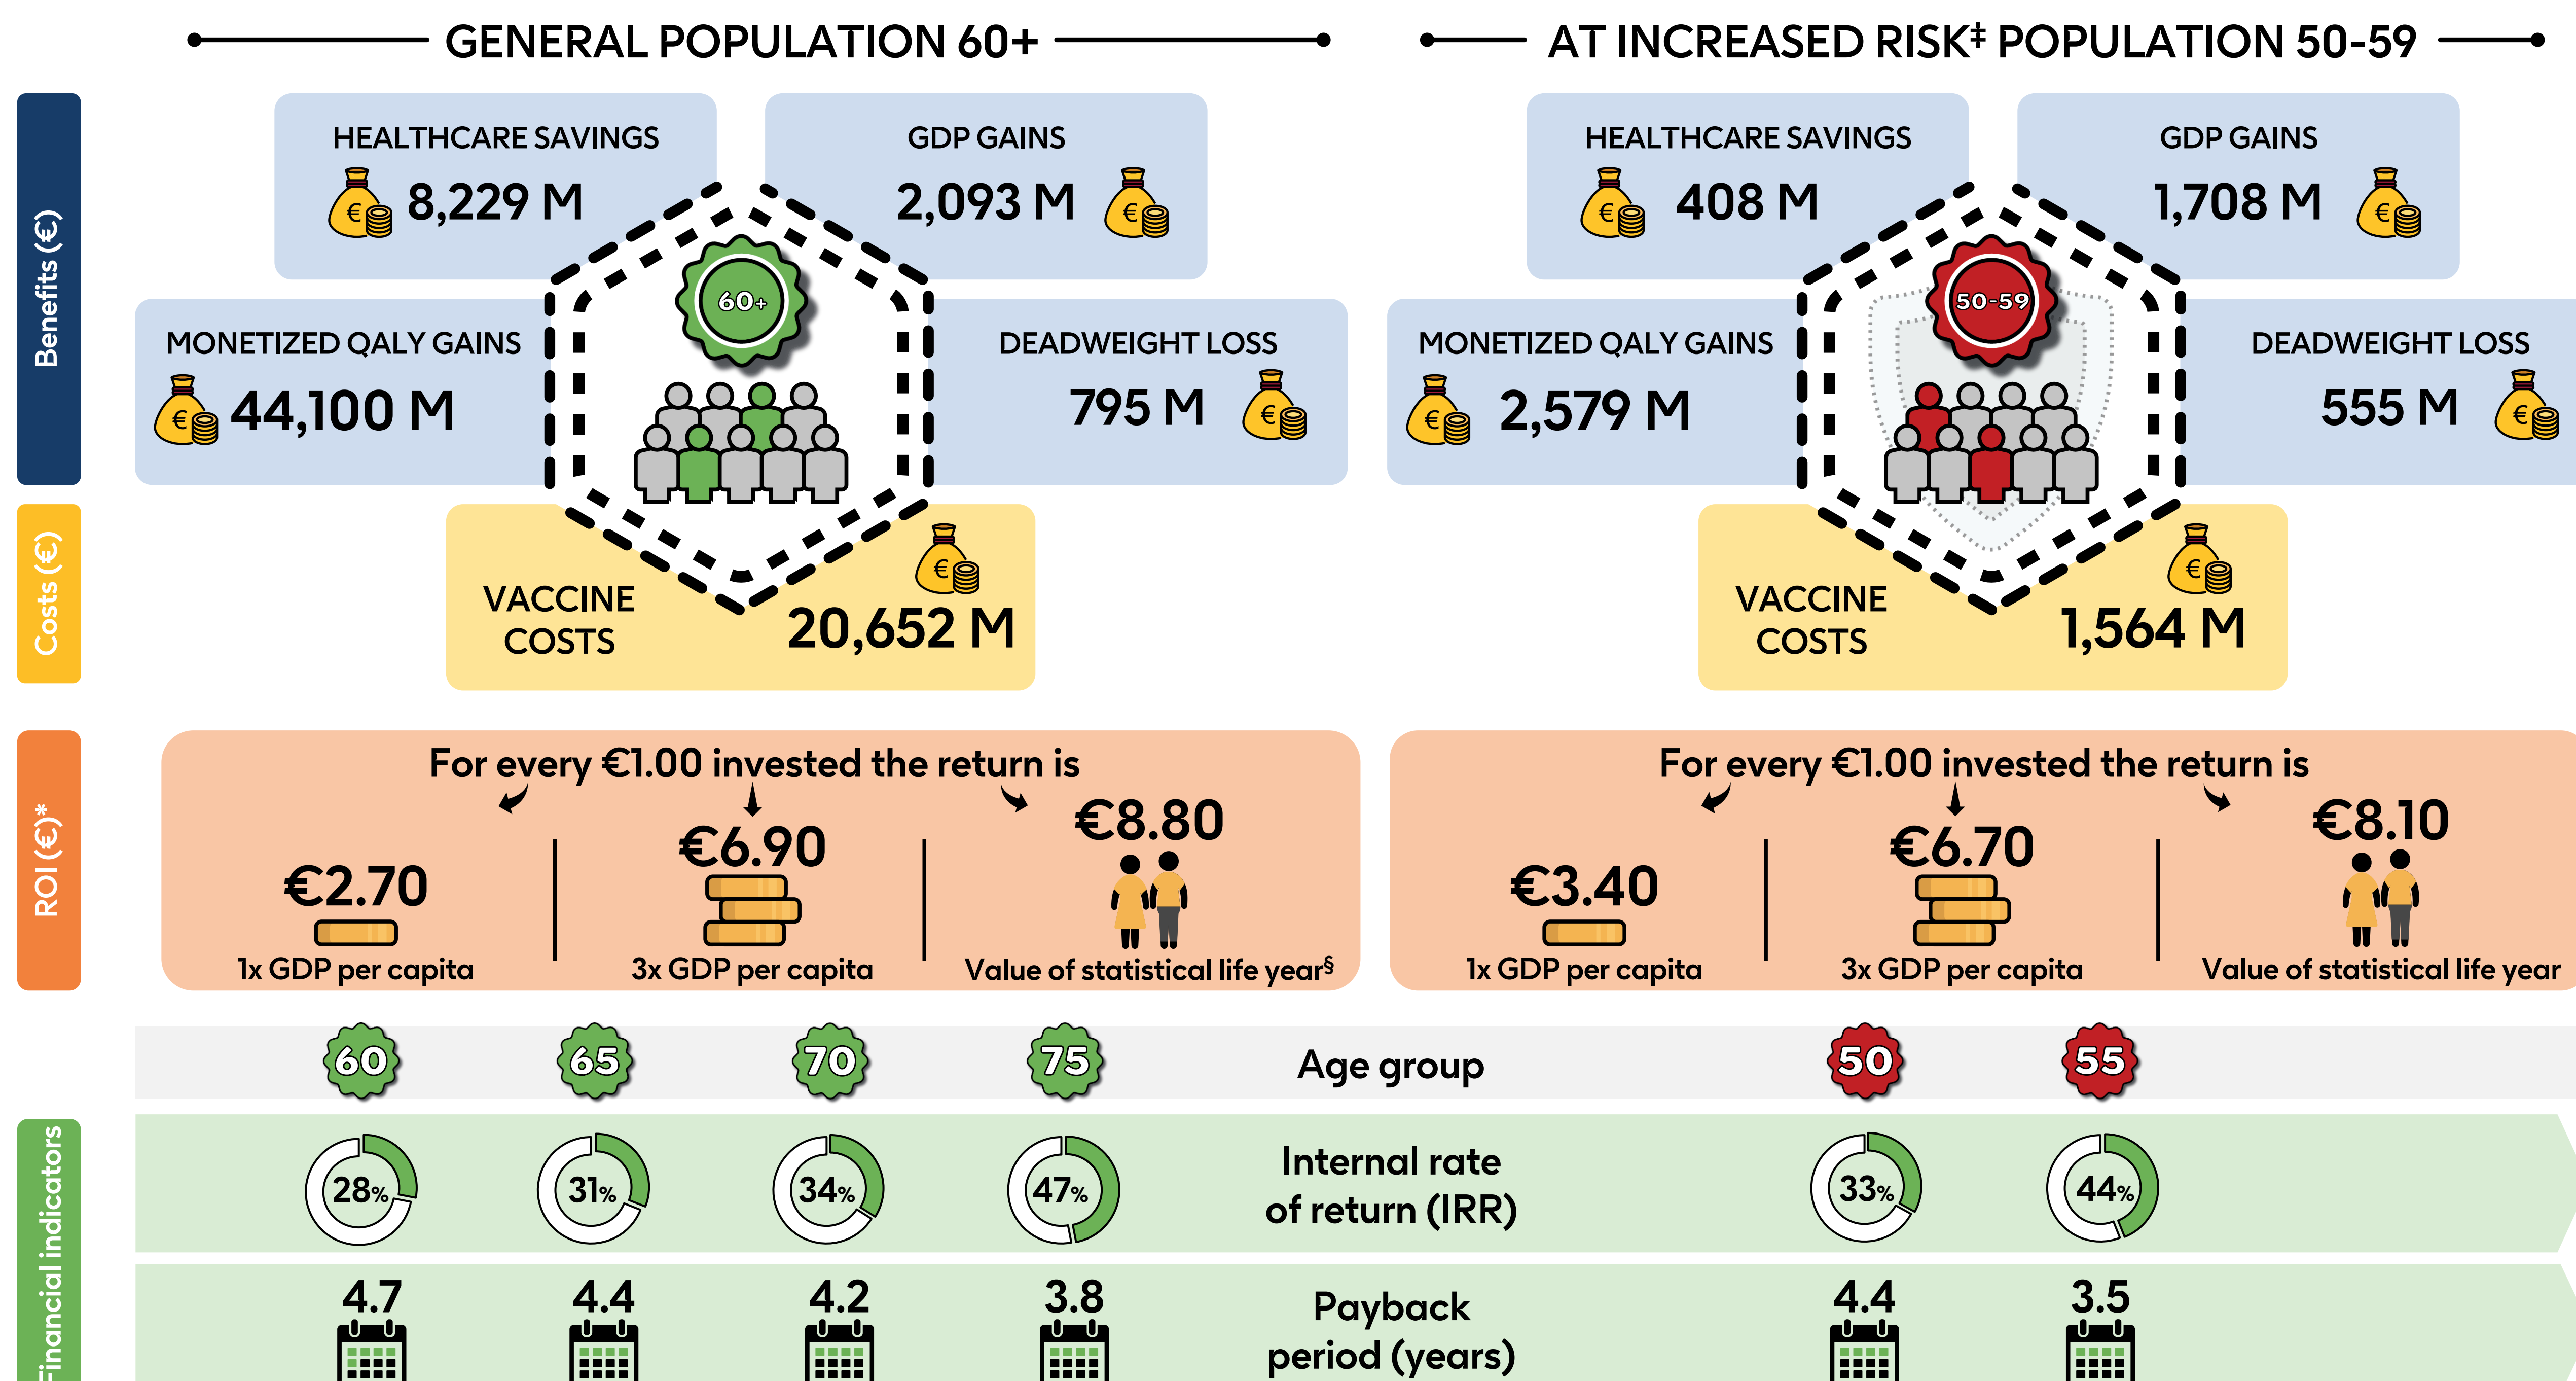 GENERAL POPULATION 60+
AT INCREASED RISK‡ POPULATION 50-59
Benefits (€)
HEALTHCARE SAVINGS
€ 8,229 M
GDP GAINS
2,093 M €
60+
MONETIZED QALY GAINS
€ 44,100 M
DEADWEIGHT LOSS
795 M €
HEALTHCARE SAVINGS
€ 408 M
GDP GAINS
1,708 M €
50-59
MONETIZED QALY GAINS
€ 2,579 M
DEADWEIGHT LOSS
555 M €
Costs (€)
€
VACCINE
COSTS
20,652 M
€
VACCINE
COSTS
1,564 M
ROI (€)*
For every €1.00 invested the return is
€2.70
1x GDP per capita
€6.90
3x GDP per capita
€8.80
Value of statistical life year§
For every €1.00 invested the return is
€3.40
1x GDP per capita
€6.70
3x GDP per capita
€8.10
Value of statistical life year
60 65 70 75 Age group 50 55
Financial indicators
28% 31% 34% 47% Internal rate
of return (IRR) 33% 44%
4.7 4.4 4.2 3.8 Payback
period (years) 4.4 3.5